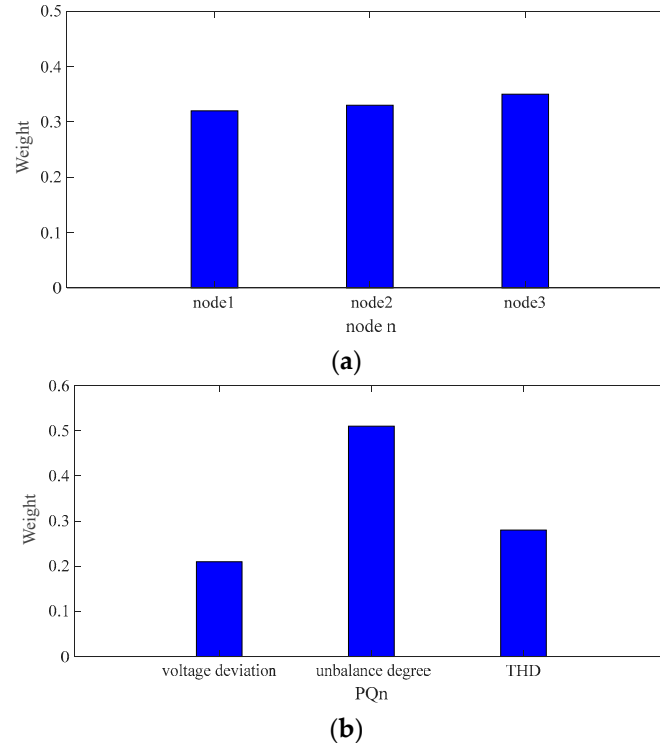 0.5
0.4
0.3
0.2
0.1
0
Weight
node1 node2 node3
node n
(a)
0.6
0.5
0.4
0.3
0.2
0.1
0
Weight
voltage deviation unbalance degree THD
PQn
(b)